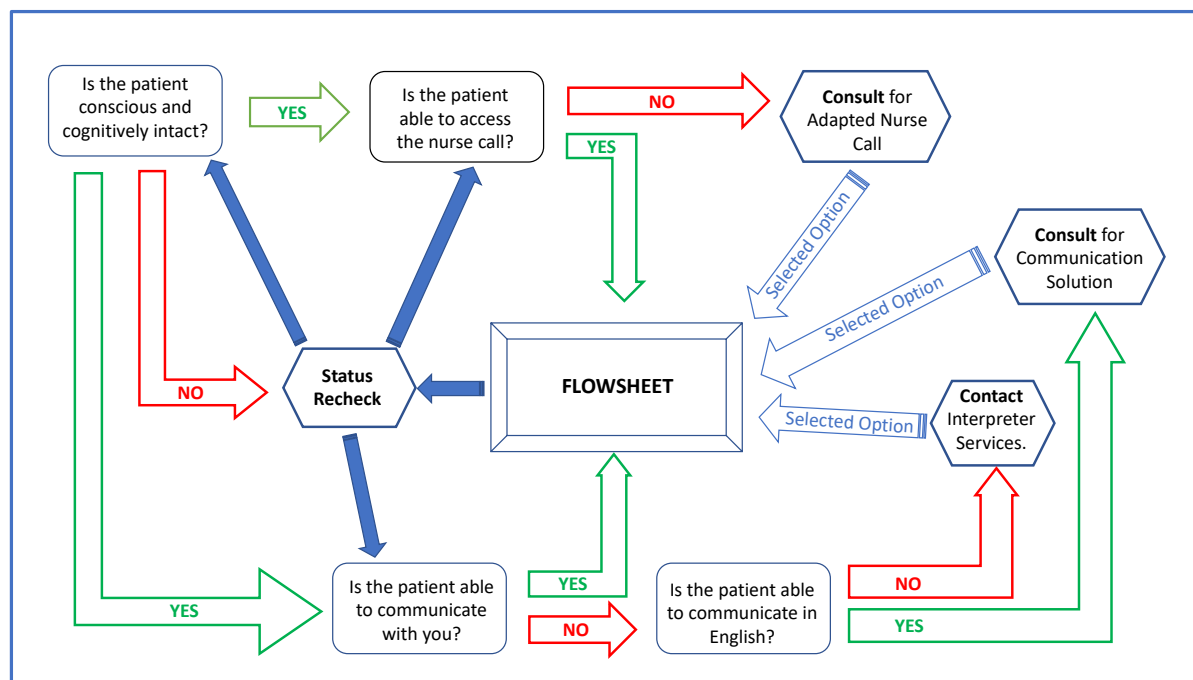 Is the patient
conscious and
cognitively intact?
YES
Is the patient
able to access
the nurse call?
NO
YES
Consult for
Adapted Nurse
Call
Selected Option
Consult for
Communication
Solution
Selected Option
NO
Status
Recheck
FLOWSHEET
Contact
Interpreter
Services.
Selected Option
YES
Is the patient able
to communicate
with you?
YES
NO
Is the patient able
to communicate in
English?
NO
YES